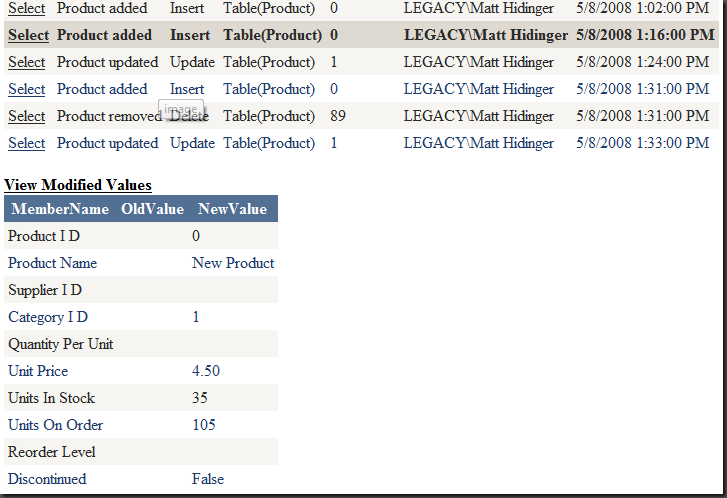 Select Product added Insert Table(Product) 0 LEGACY\Matt Hidinger 5/8/2008 1:02:00 PM
Select Product added Insert Table(Product) 0 LEGACY\Matt Hidinger 5/8/2008 1:16:00 PM
Select Product updated Update Table(Product) 1 LEGACY\Matt Hidinger 5/8/2008 1:24:00 PM
Select Product added Insert Table(Product) 0 LEGACY\Matt Hidinger 5/8/2008 1:31:00 PM
image
Select Product removed Delete Table(Product) 89 LEGACY\Matt Hidinger 5/8/2008 1:31:00 PM
Select Product updated Update Table(Product) 1 LEGACY\Matt Hidinger 5/8/2008 1:33:00 PM
View Modified Values
MemberName OldValue NewValue
Product I D 0
Product Name New Product
Supplier I D
Category I D 1
Quantity Per Unit
Unit Price 4.50
Units In Stock 35
Units On Order 105
Reorder Level
Discontinued False